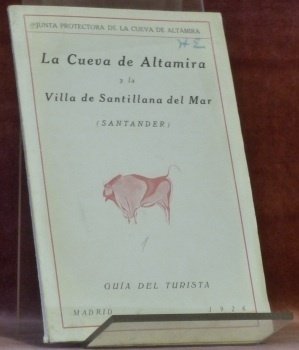 JUNTA PROTECTORA DE LA CUEVA DE ALTAMIRA
La Cueva de Altamira
y la
Villa de Santillana del Mar
(SANTANDER)
GUÍA DEL TURISTA
MADRID